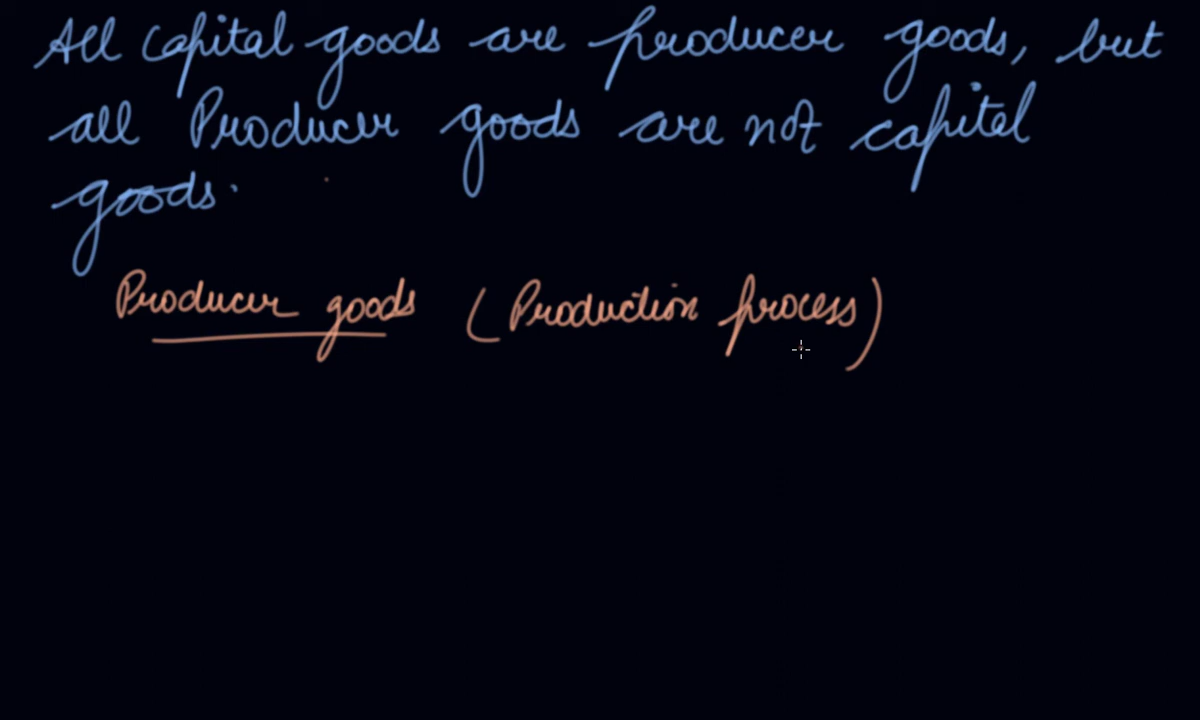 All capital goods are producer goods, but
all Producer goods are not capital
goods.
Producer goods (Production process)